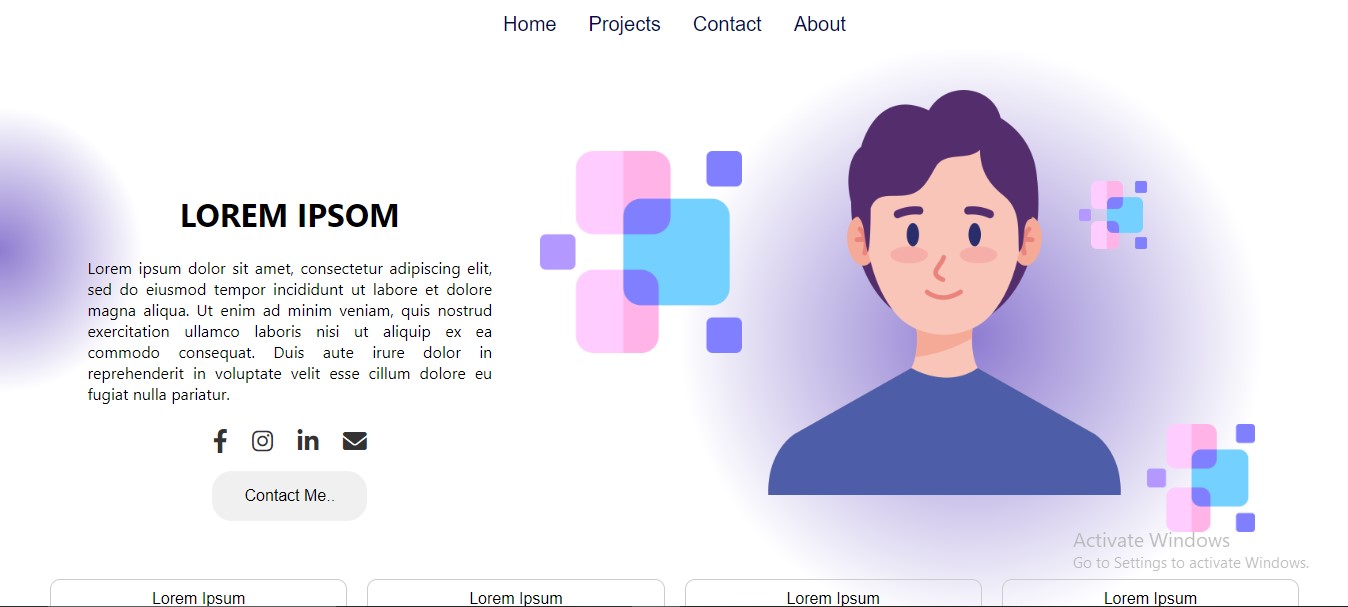 Home Projects Contact About
LOREM IPSOM
Lorem ipsum dolor sit amet, consectetur adipiscing elit,
sed do eiusmod tempor incididunt ut labore et dolore
magna aliqua. Ut enim ad minim veniam, quis nostrud
exercitation ullamco laboris nisi ut aliquip ex ea
commodo consequat. Duis aute irure dolor in
reprehenderit in voluptate velit esse cillum dolore eu
fugiat nulla pariatur.
Contact Me..
Activate Windows
Go to Settings to activate Windows.
Lorem Ipsum Lorem Ipsum Lorem Ipsum Lorem Ipsum